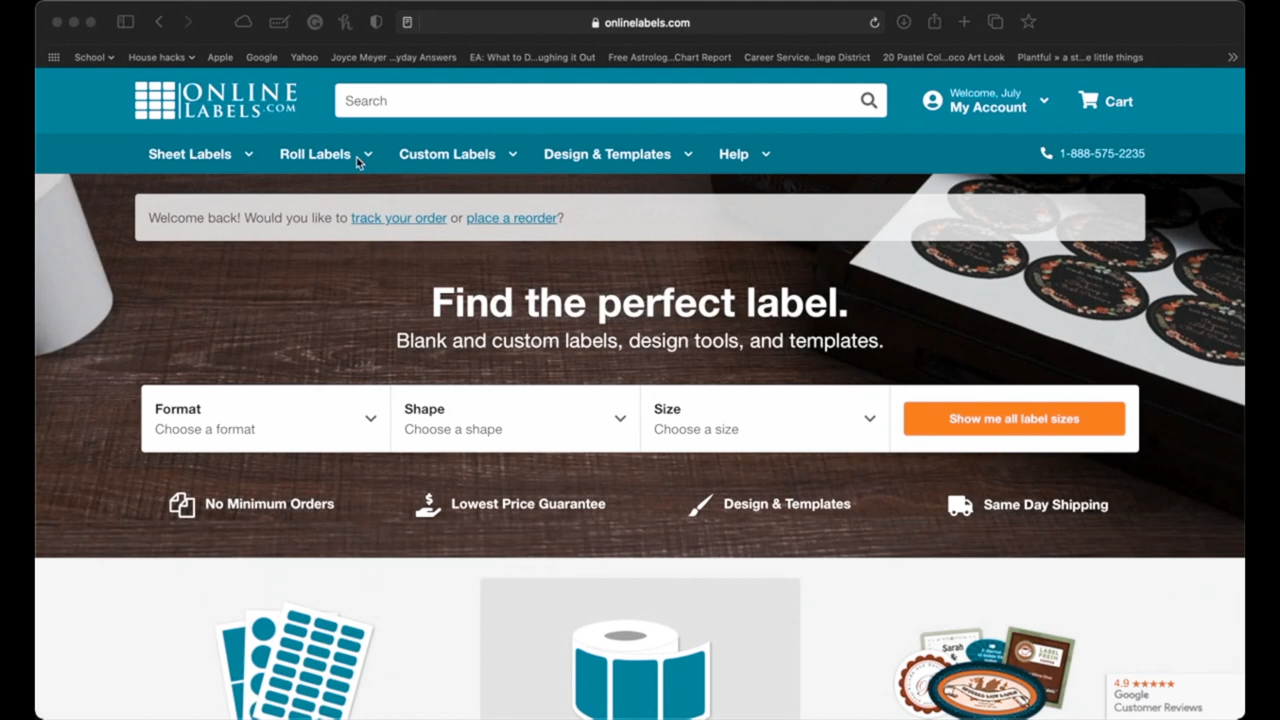 onlinelabels.com
School House hacks Apple Google Yahoo Joyce Meyer ...yday Answers EA: What to D...ughing it Out Free Astrolog...Chart Report Career Service...lege District 20 Pastel Col...oco Art Look Plantful » a st...e little things
ONLINE
LABELS.COM
Search
Welcome, July
My Account
Cart
Sheet Labels Roll Labels Custom Labels Design & Templates Help 1-888-575-2235
Welcome back! Would you like to track your order or place a reorder?
Find the perfect label.
Blank and custom labels, design tools, and templates.
Format Shape Size
Choose a format Choose a shape Choose a size
Show me all label sizes
No Minimum Orders Lowest Price Guarantee Design & Templates Same Day Shipping
Sarah
&
LABEL
FRESH
4.9 ★★★★★
Google
Customer Reviews